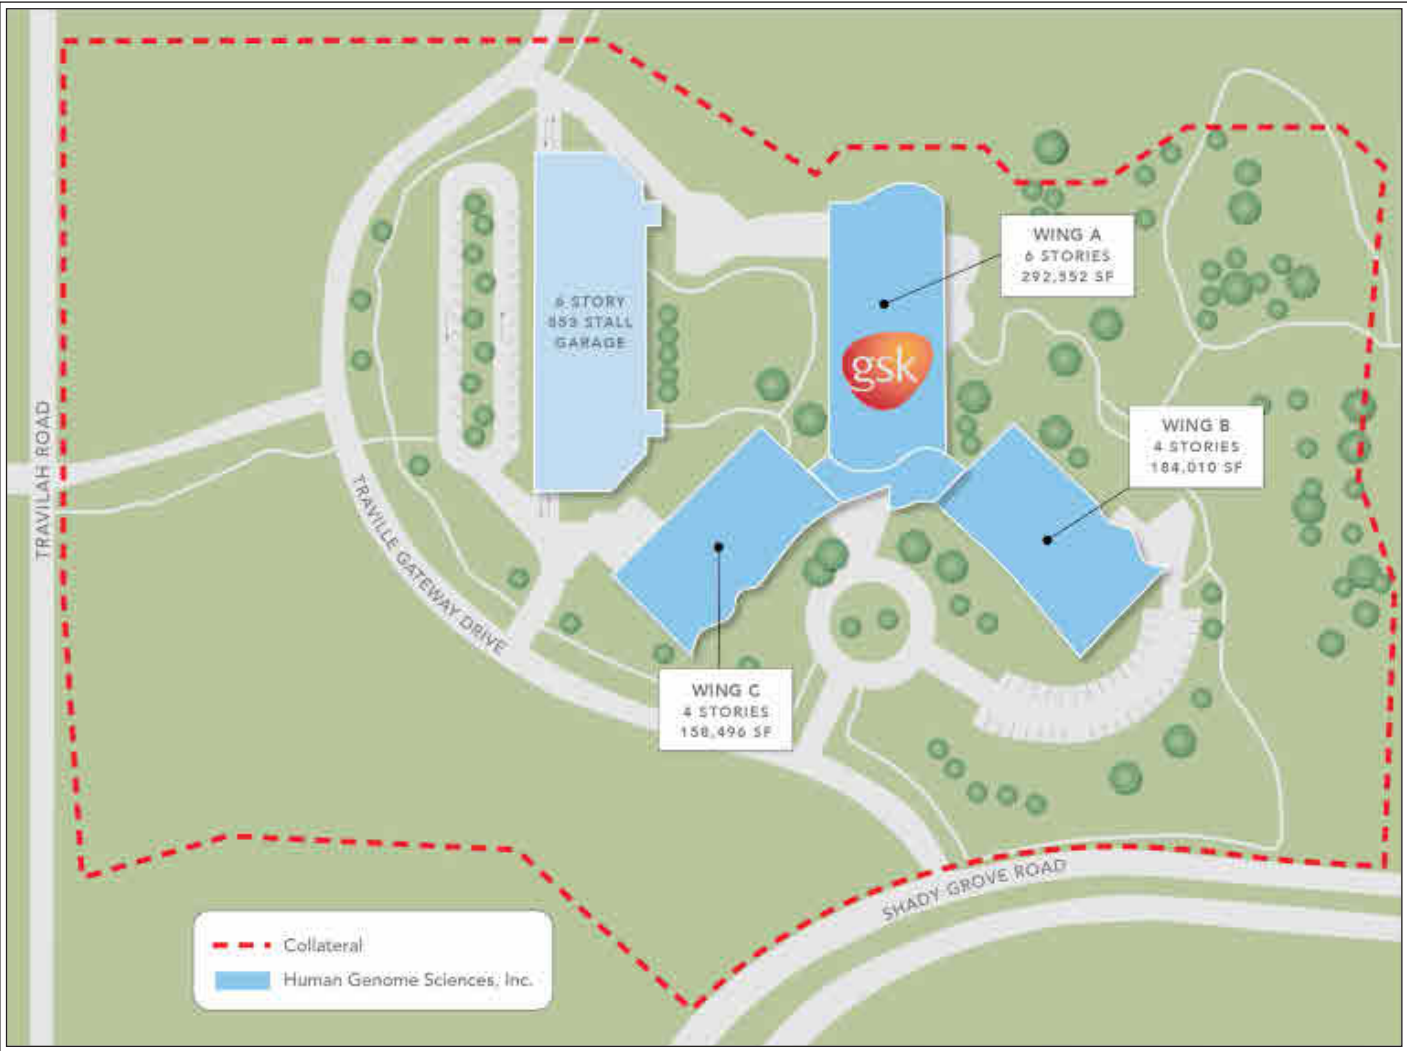 WING A
6 STORIES
292,552 SF
6 STORY
553 STALL
GARAGE
gsk
TRAVILAH ROAD
WING B
4 STORIES
184,010 SF
TRAVILLE GATEWAY DRIVE
WING C
4 STORIES
158,496 SF
SHADY GROVE ROAD
Collateral
Human Genome Sciences, Inc.